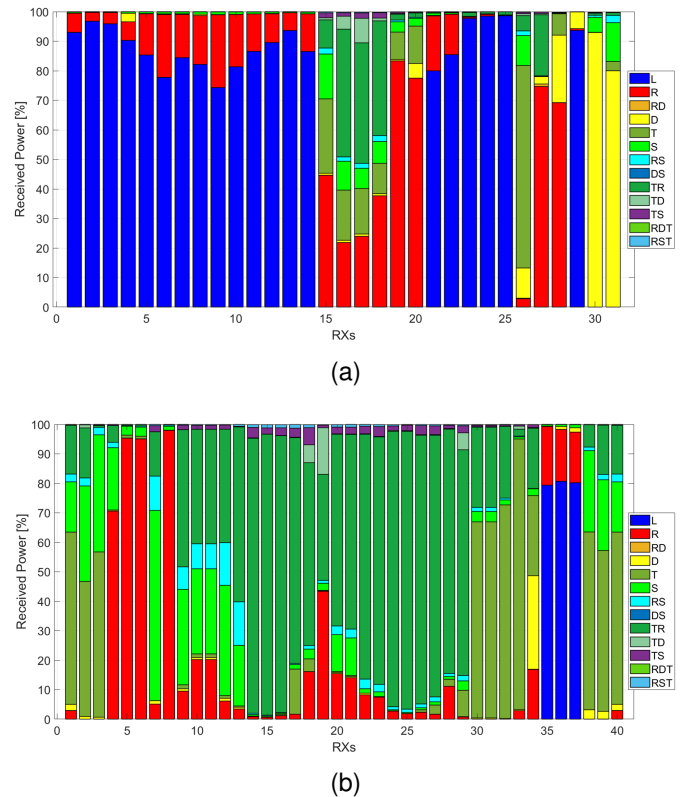 100
90
80
70
60
50
40
30
20
10
0
Received Power [%]
0 5 10 15 20 25 30
RXs
L
R
RD
D
T
S
RS
DS
TR
TD
TS
RDT
RST
(a)
100
90
80
70
60
50
40
30
20
10
0
Received Power [%]
0 5 10 15 20 25 30 35 40
RXs
L
R
RD
D
T
S
RS
DS
TR
TD
TS
RDT
RST
(b)